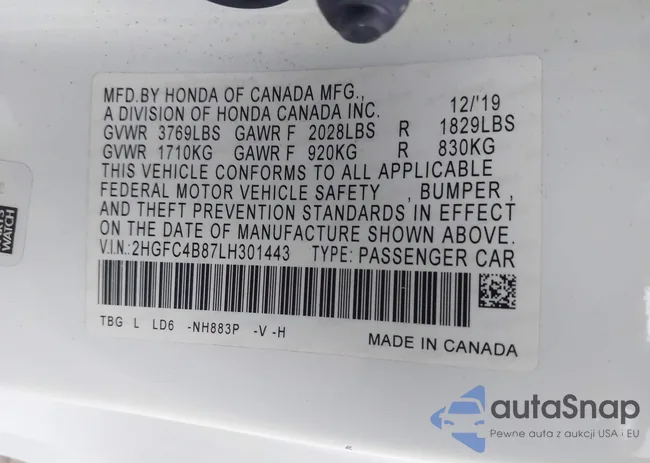 MFD.BY HONDA OF CANADA MFG.,
A DIVISION OF HONDA CANADA INC. 12/'19
GVWR 3769LBS GAWR F 2028LBS R 1829LBS
GVWR 1710KG GAWR F 920KG R 830KG
THIS VEHICLE CONFORMS TO ALL APPLICABLE
FEDERAL MOTOR VEHICLE SAFETY , BUMPER ,
AND THEFT PREVENTION STANDARDS IN EFFECT
ON THE DATE OF MANUFACTURE SHOWN ABOVE.
V.I.N.: 2HGFC4B87LH301443 TYPE: PASSENGER CAR
TBG L LD6 -NH883P -V -H
MADE IN CANADA
WATCH
autaSnap
Pewne auta z aukcji USA i EU